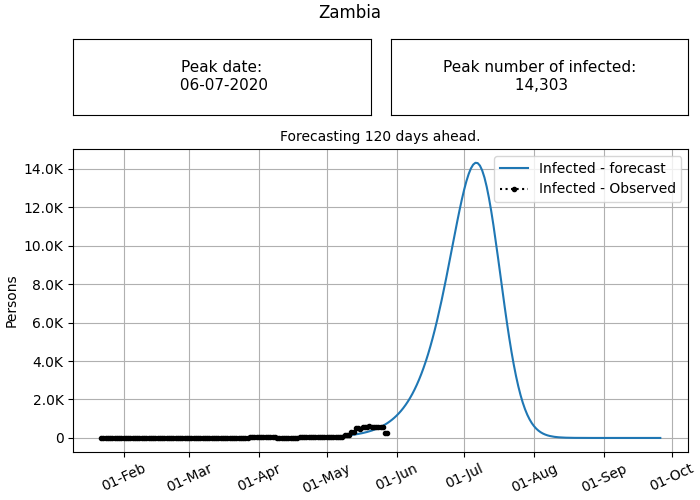 Zambia
Peak date:
06-07-2020
Peak number of infected:
14,303
Forecasting 120 days ahead.
Infected - forecast
Infected - Observed
Persons
14.0K
12.0K
10.0K
8.0K
6.0K
4.0K
2.0K
0
01-Feb
01-Mar
01-Apr
01-May
01-Jun
01-Jul
01-Aug
01-Sep
01-Oct